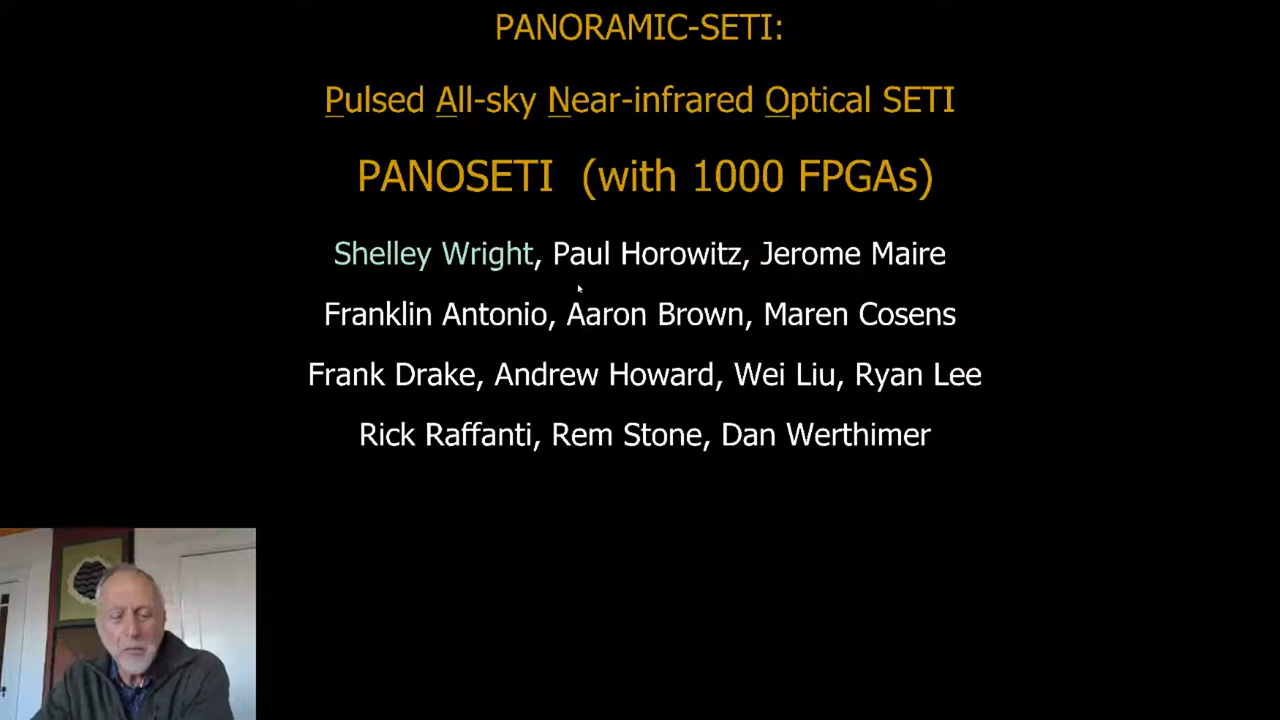 PANORAMIC-SETI:
Pulsed All-sky Near-infrared Optical SETI
PANOSETI (with 1000 FPGAs)
Shelley Wright, Paul Horowitz, Jerome Maire
Franklin Antonio, Aaron Brown, Maren Cosens
Frank Drake, Andrew Howard, Wei Liu, Ryan Lee
Rick Raffanti, Rem Stone, Dan Werthimer